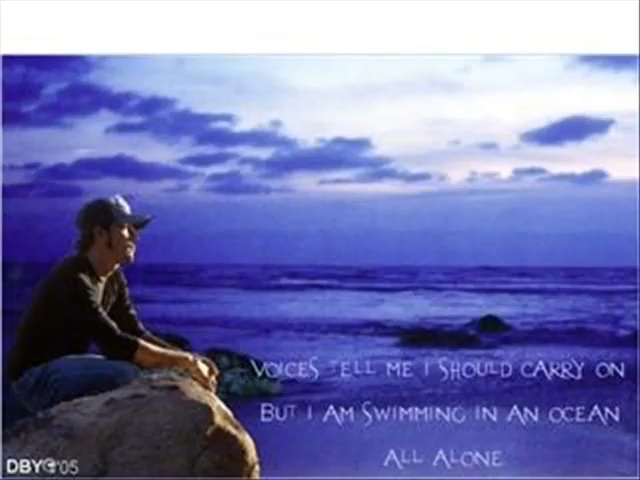 VOICES TELL ME I SHOULD CARRY ON
BUT I AM SWIMMING IN AN OCEAN
ALL ALONE
DBY@'05